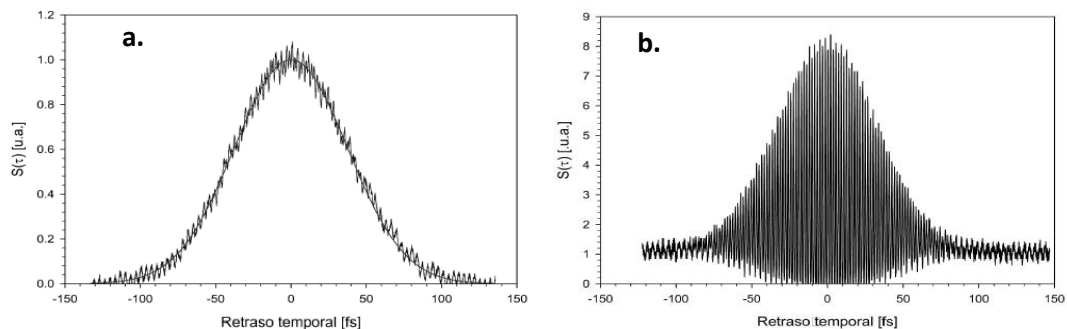 a.
S(τ) [u.a.]
1.2
1.0
0.8
0.6
0.4
0.2
0.0
-150 -100 -50 0 50 100 150
Retraso temporal [fs]
b.
S(τ) [.u.a.]
9
8
7
6
5
4
3
2
1
0
-150 -100 -50 0 50 100 150
Retraso temporal [fs]